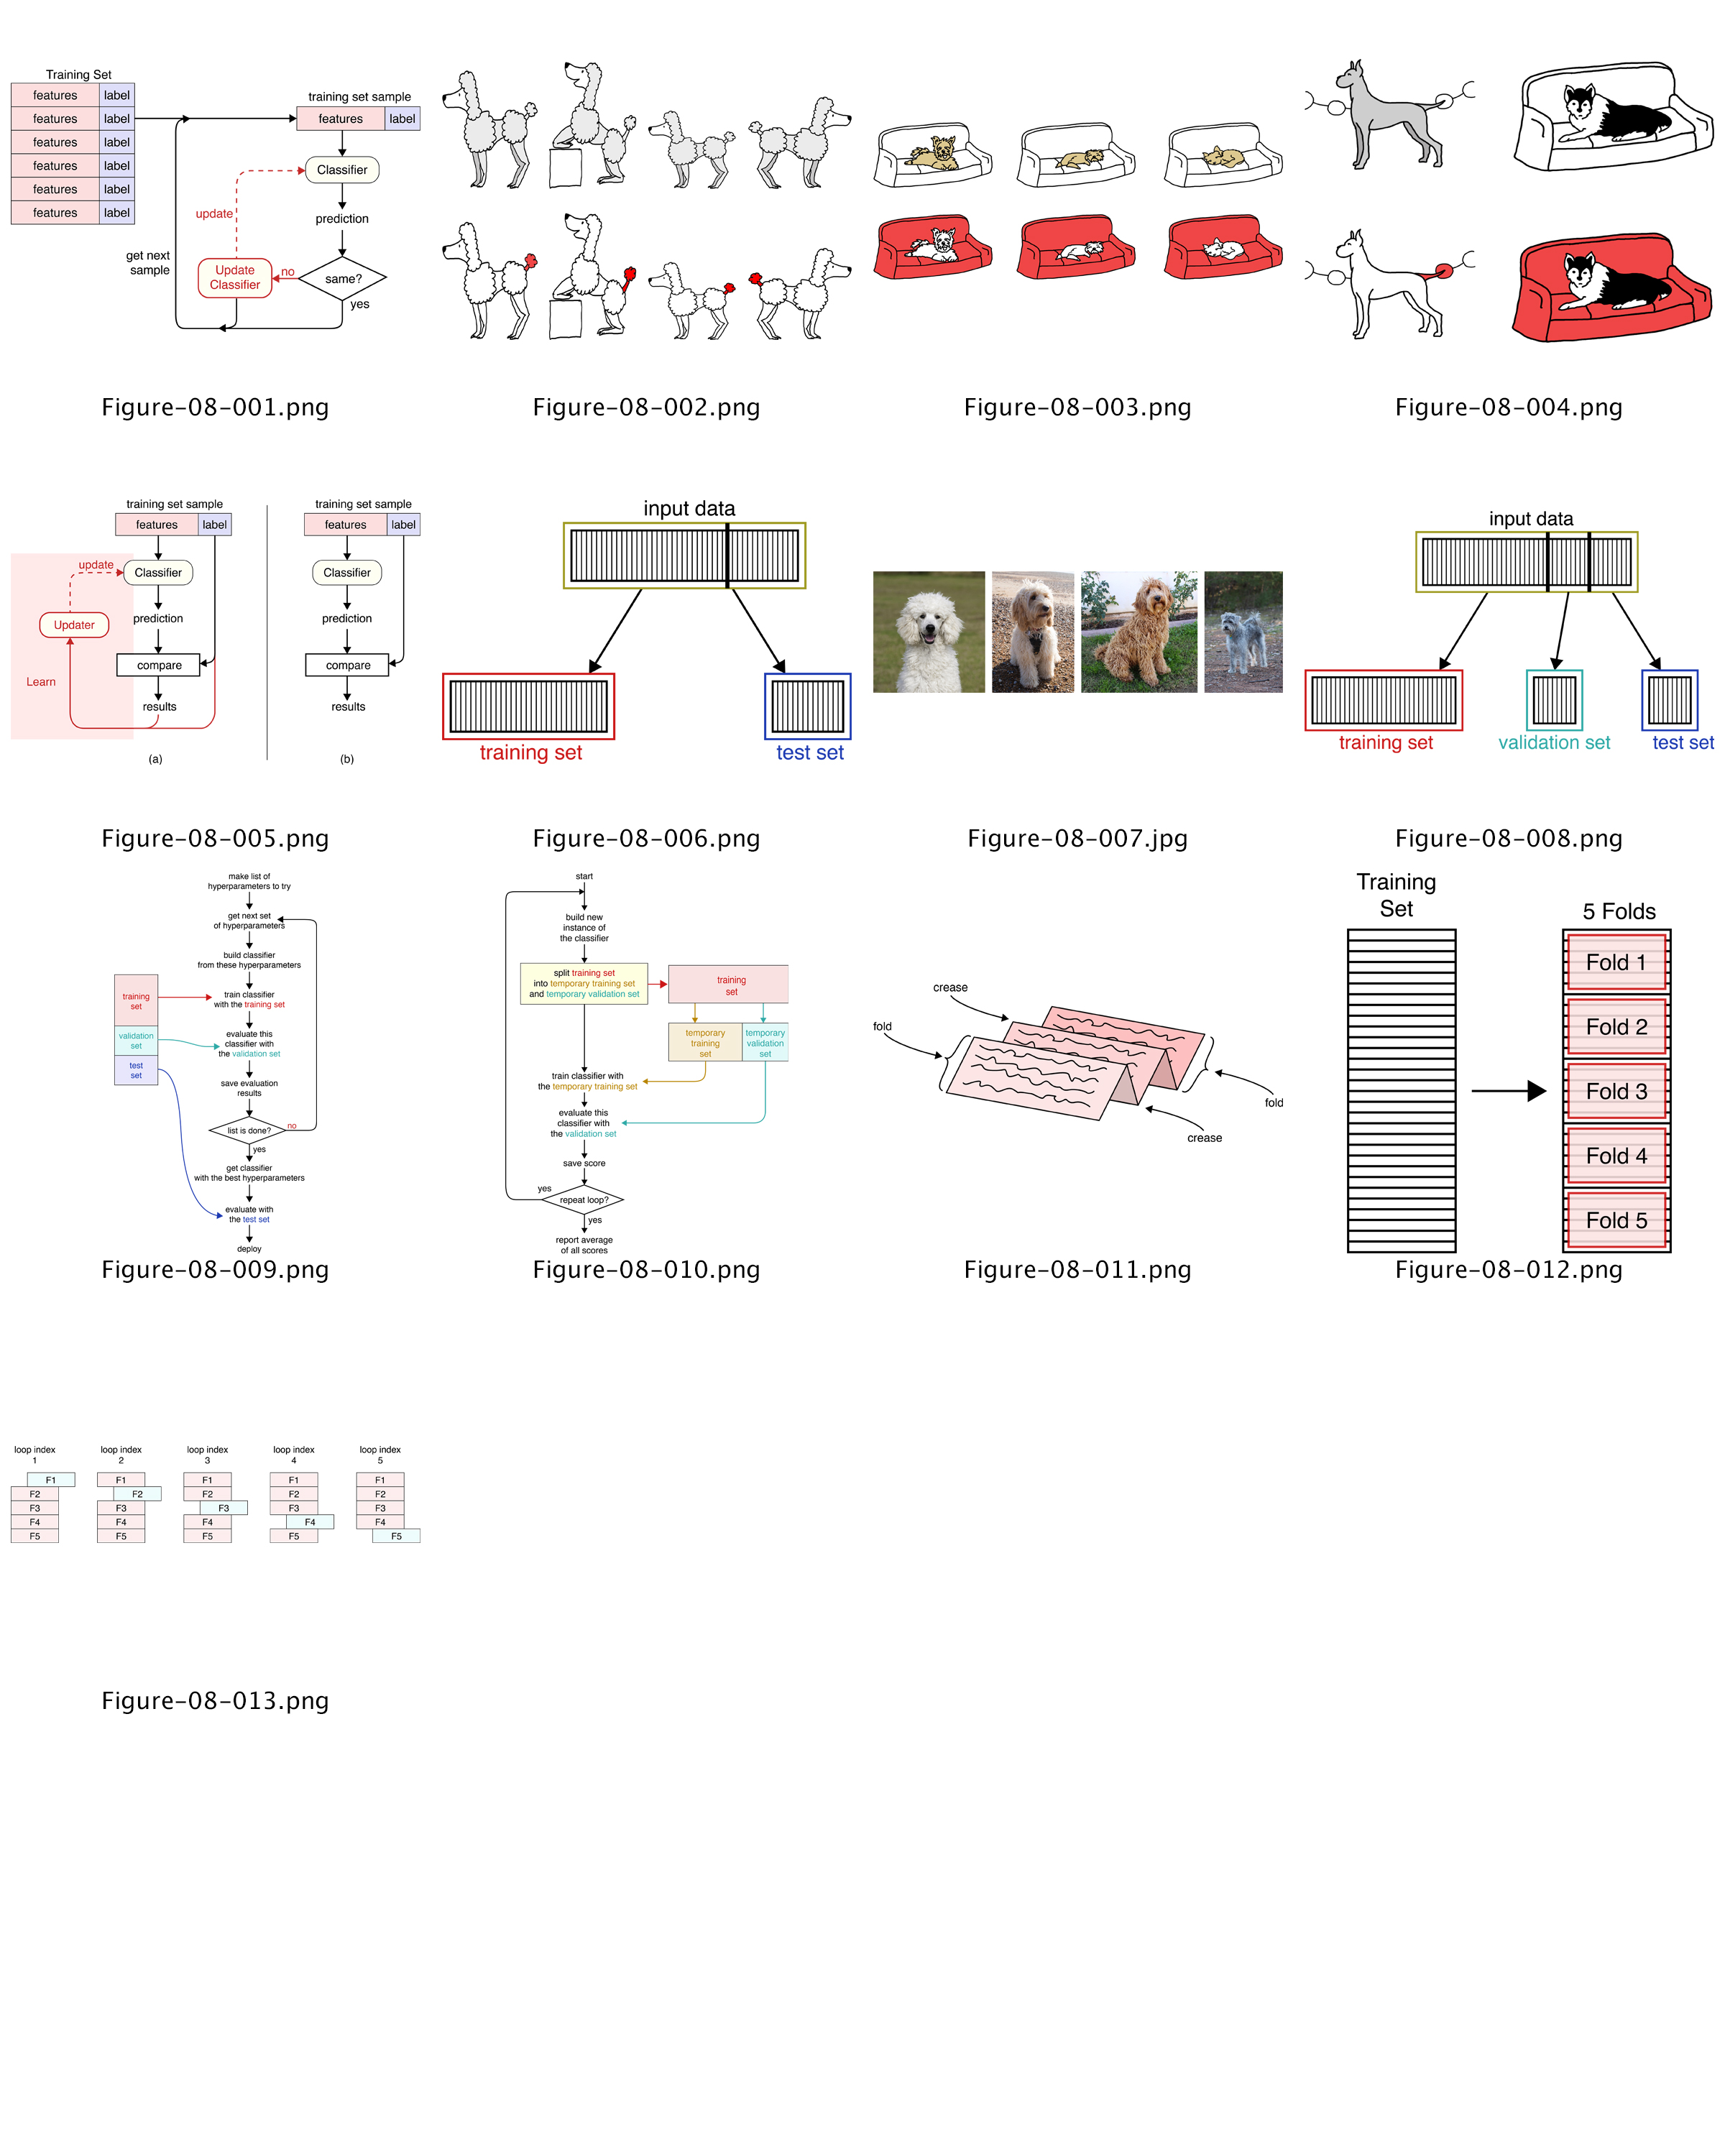 Training Set
features label
features label
features label
features label
features label
features label
training set sample
features label
Classifier
update
prediction
get next
sample
Update
Classifier
no
same?
yes
Figure-08-001.png
Figure-08-002.png
Figure-08-003.png
Figure-08-004.png
training set sample
features label
update
Classifier
Updater
prediction
compare
Learn
results
(a)
training set sample
features label
Classifier
prediction
compare
results
(b)
Figure-08-005.png
input data
training set
test set
Figure-08-006.png
Figure-08-007.jpg
input data
training set
validation set
test set
Figure-08-008.png
make list of
hyperparameters to try
get next set
of hyperparameters
build classifier
from these hyperparameters
training
set
train classifier
with the training set
validation
set
evaluate this
classifier with
the validation set
test
set
save evaluation
results
list is done?
no
yes
get classifier
with the best hyperparameters
evaluate with
the test set
deploy
Figure-08-009.png
start
build new
instance of
the classifier
split training set
into temporary training set
and temporary validation set
training
set
temporary
training
set
temporary
validation
set
train classifier with
the temporary training set
evaluate this
classifier with
the validation set
save score
yes
repeat loop?
yes
report average
of all scores
Figure-08-010.png
crease
fold
fold
crease
Figure-08-011.png
Training
Set
5 Folds
Fold 1
Fold 2
Fold 3
Fold 4
Fold 5
Figure-08-012.png
loop index
1
F1
F2
F3
F4
F5
loop index
2
F1
F2
F3
F4
F5
loop index
3
F1
F2
F3
F4
F5
loop index
4
F1
F2
F3
F4
F5
loop index
5
F1
F2
F3
F4
F5
Figure-08-013.png